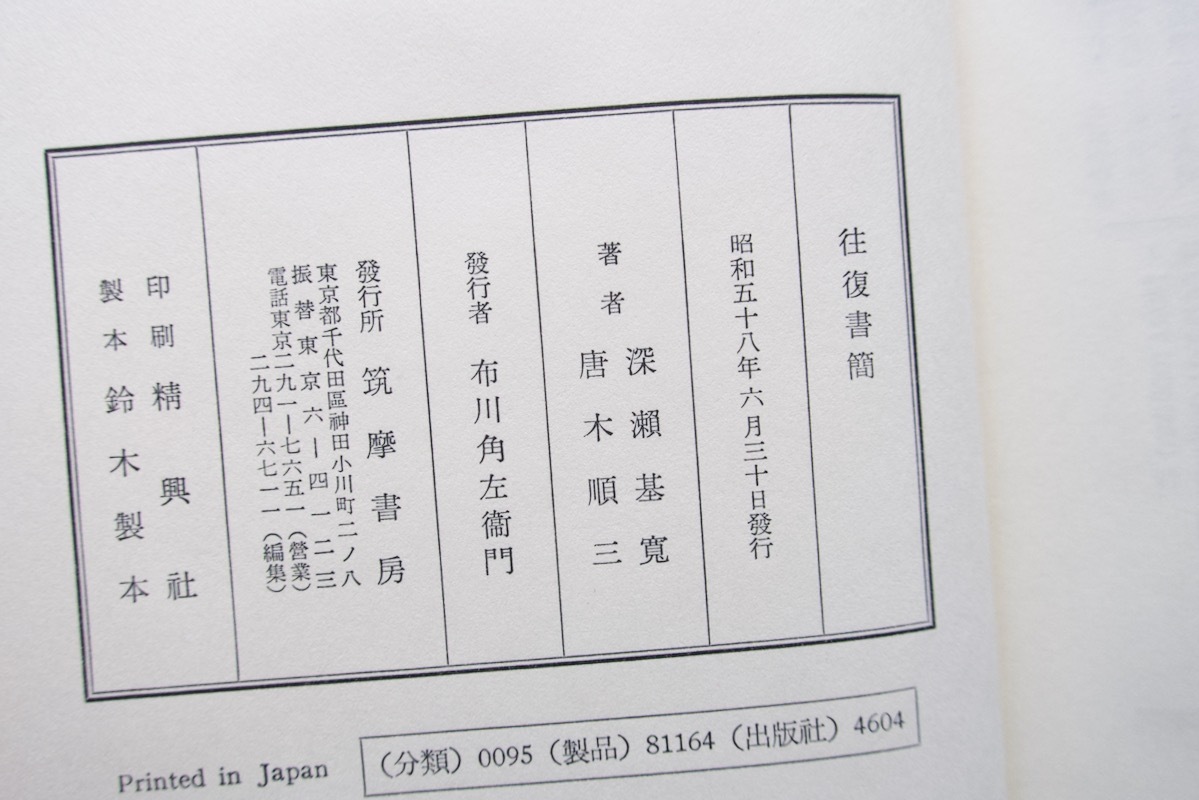 往復書簡
昭和五十八年六月三十日發行
著者 深瀬基寬
唐木順三
發行者 布川角左衞門
發行所 筑摩書房
東京都千代田區神田小川町二ノ八
振替東京六―四一二三
電話東京二九一―七六五一（營業）
二九四―六七一一（編集）
印刷 精興社
製本 鈴木製本
Printed in Japan
（分類）0095（製品）81164（出版社）4604